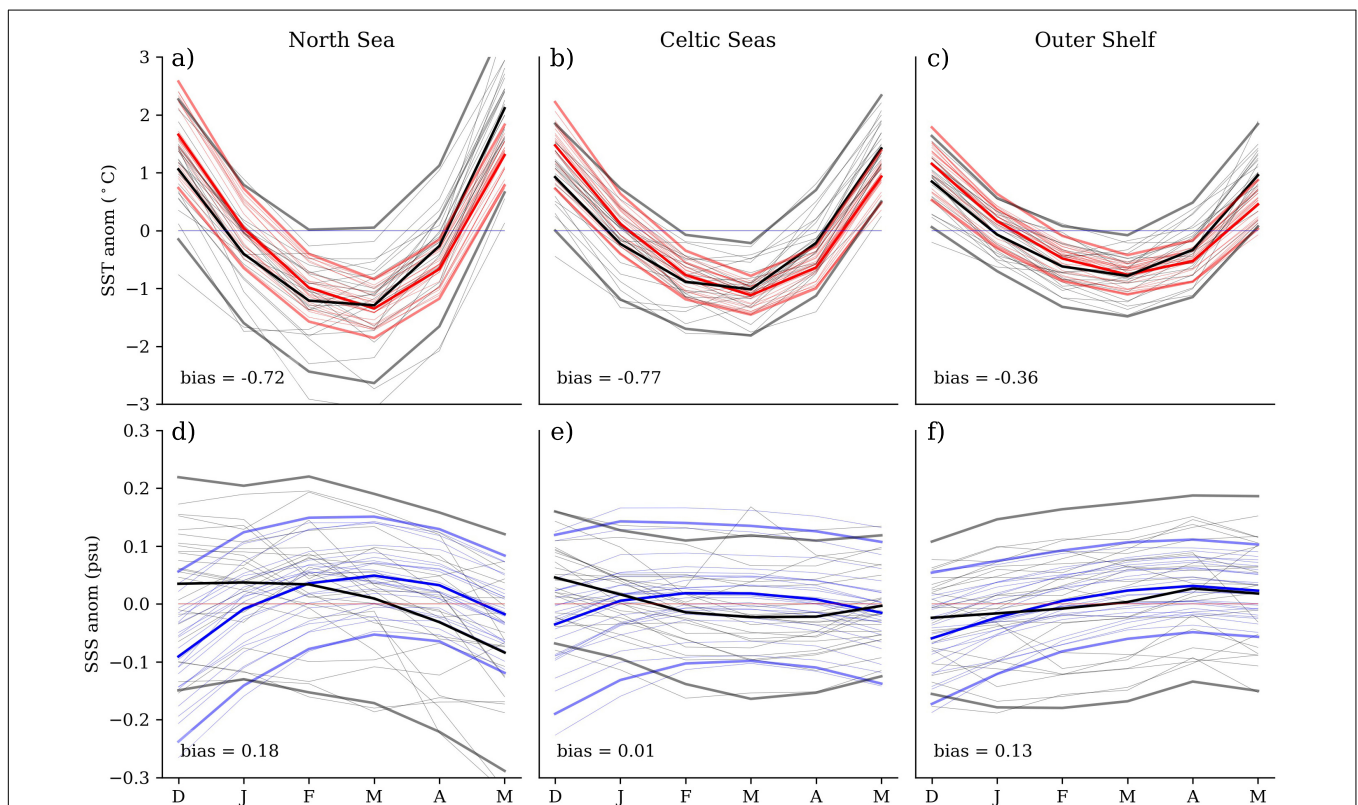 North Sea
Celtic Seas
Outer Shelf
a)
b)
c)
SST anom (°C)
3
2
1
0
−1
−2
−3
bias = -0.72
bias = -0.77
bias = -0.36
d)
e)
f)
SSS anom (psu)
0.3
0.2
0.1
0.0
−0.1
−0.2
−0.3
bias = 0.18
bias = 0.01
bias = 0.13
D J F M A M
D J F M A M
D J F M A M